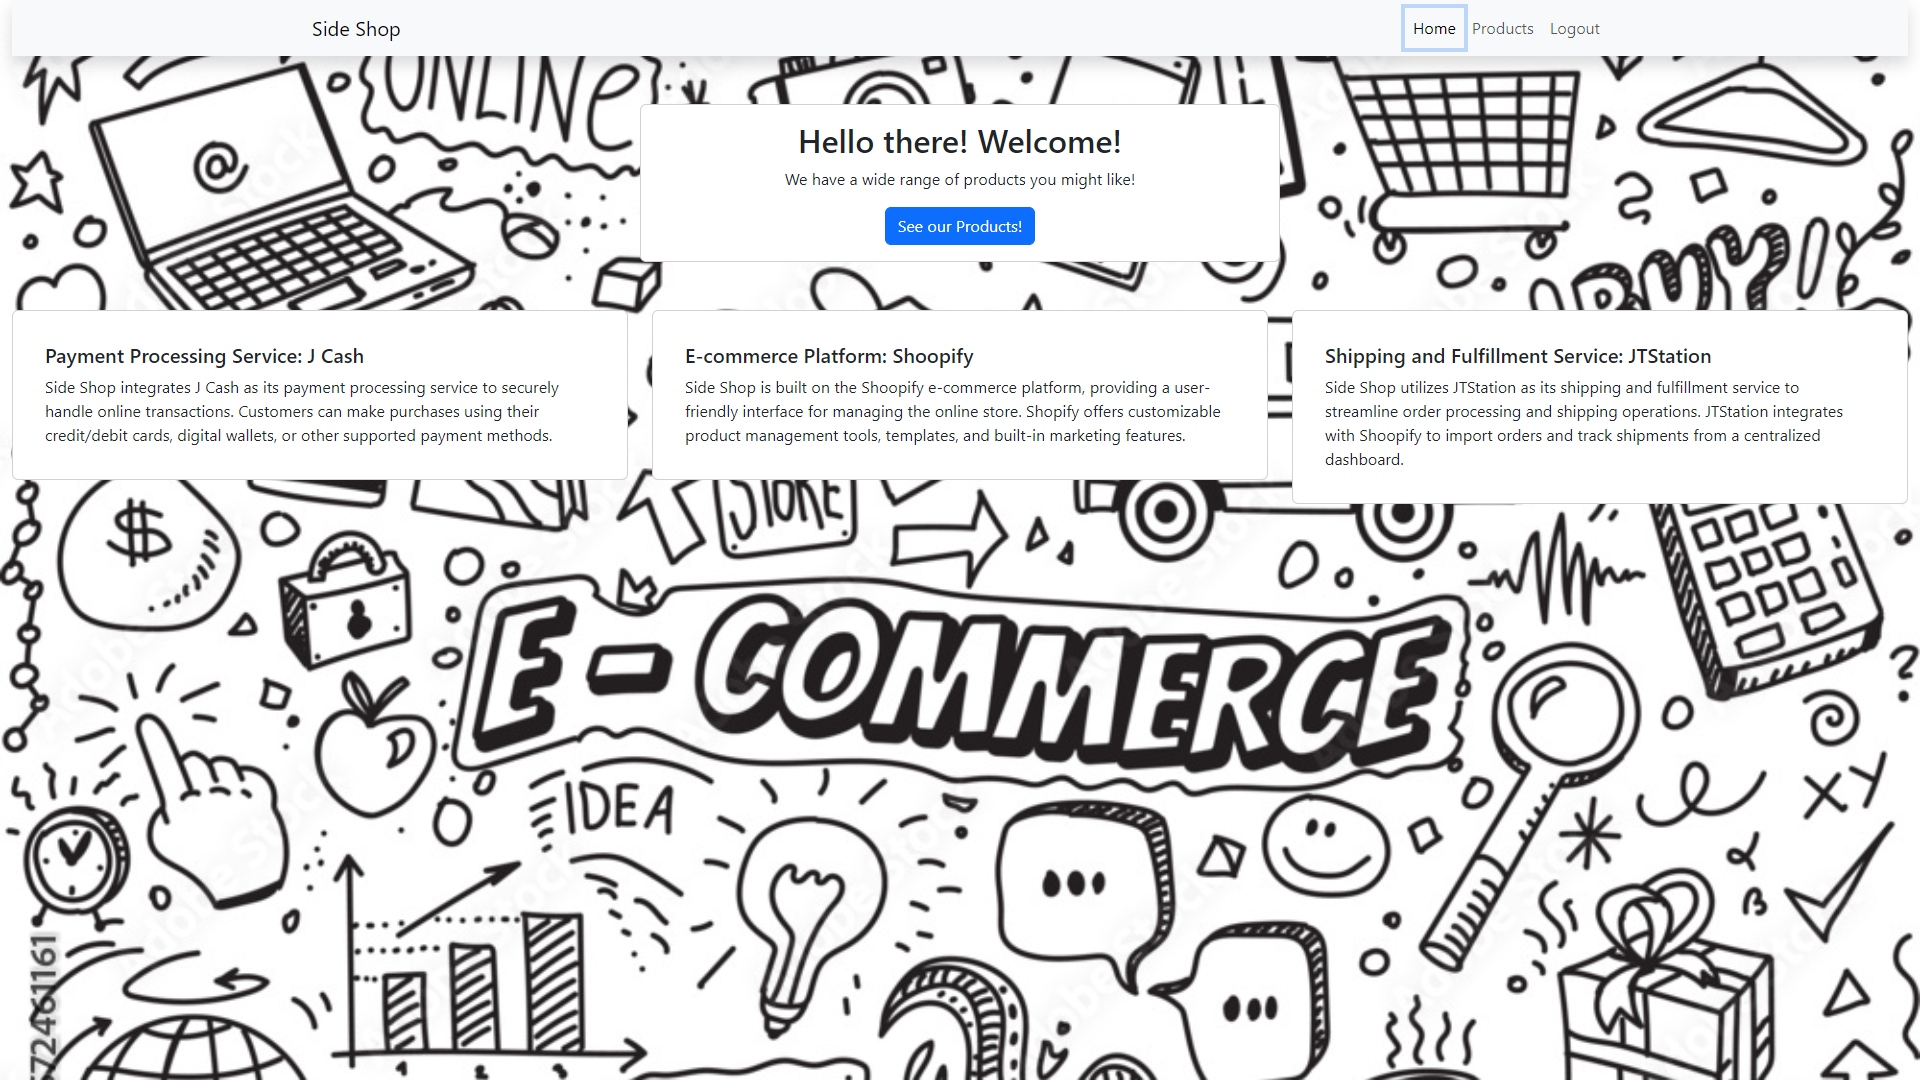 Side Shop
Home Products Logout
ONLINE
Hello there! Welcome!
We have a wide range of products you might like!
See our Products!
BUY!
Payment Processing Service: J Cash
Side Shop integrates J Cash as its payment processing service to securely
handle online transactions. Customers can make purchases using their
credit/debit cards, digital wallets, or other supported payment methods.
E-commerce Platform: Shoopify
Side Shop is built on the Shoopify e-commerce platform, providing a user-
friendly interface for managing the online store. Shopify offers customizable
product management tools, templates, and built-in marketing features.
Shipping and Fulfillment Service: JTStation
Side Shop utilizes JTStation as its shipping and fulfillment service to
streamline order processing and shipping operations. JTStation integrates
with Shoopify to import orders and track shipments from a centralized
dashboard.
STORE
E-COMMERCE
IDEA
XY
1 2 3